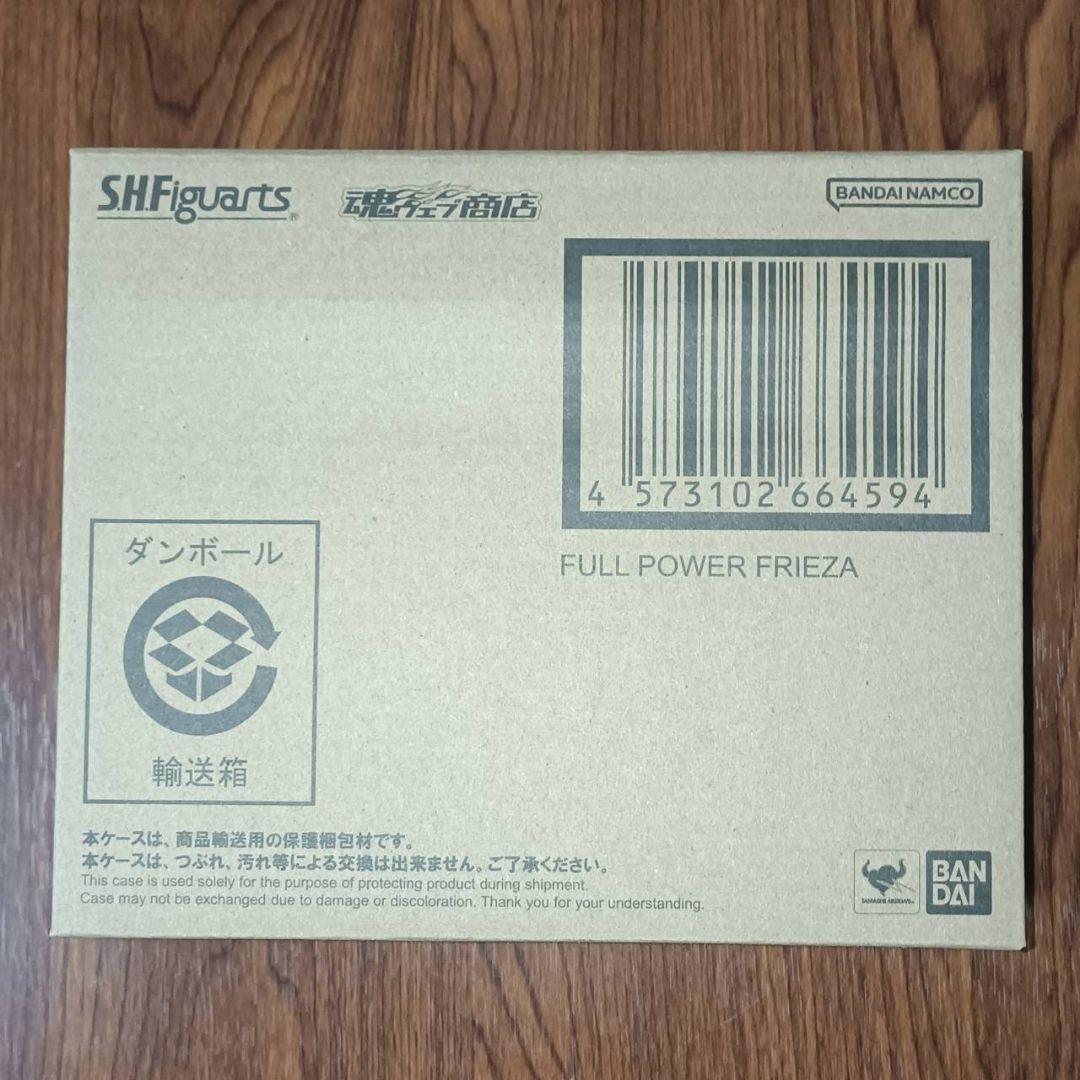 S.H.Figuarts®
魂ウェブ商店
BANDAI NAMCO
4 573102 664594
FULL POWER FRIEZA
ダンボール
輸送箱
本ケースは、商品輸送用の保護梱包材です。
本ケースは、つぶれ、汚れ等による交換は出来ません。ご了承ください。
This case is used solely for the purpose of protecting product during shipment.
Case may not be exchanged due to damage or discoloration. Thank you for your understanding.
TAMASHII NATIONS
BAN
DAI